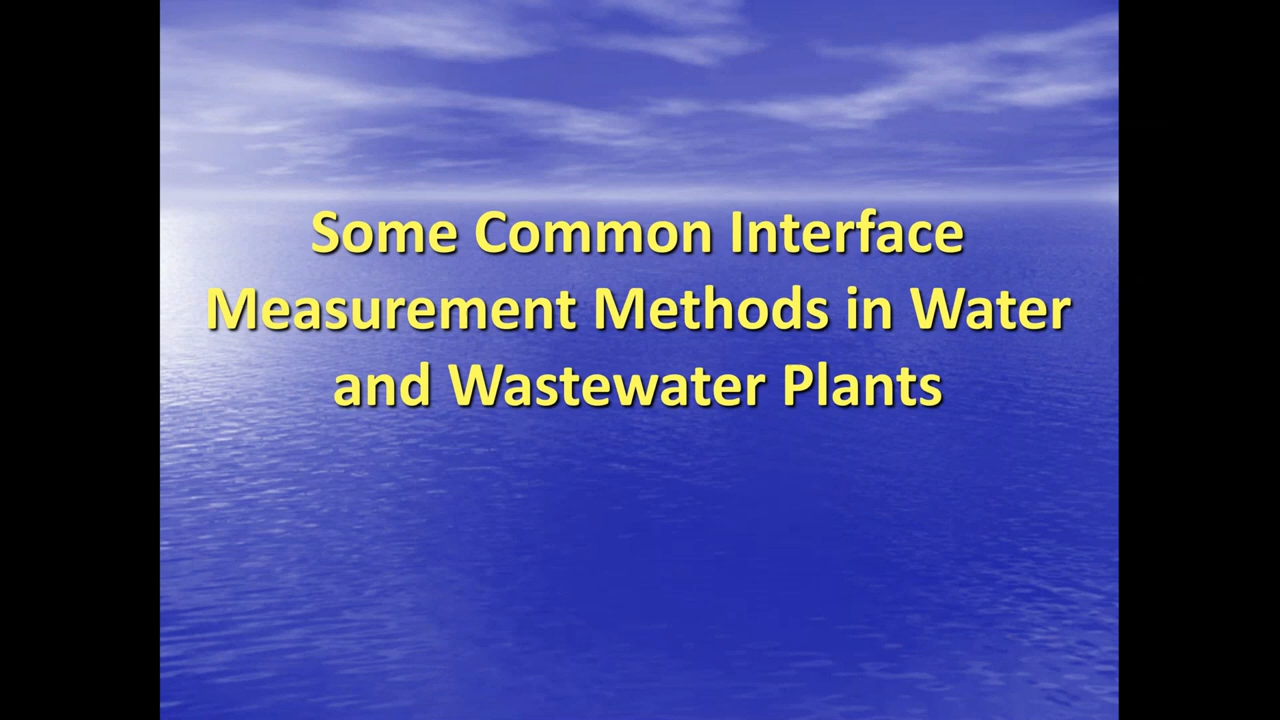 Some Common Interface
Measurement Methods in Water
and Wastewater Plants